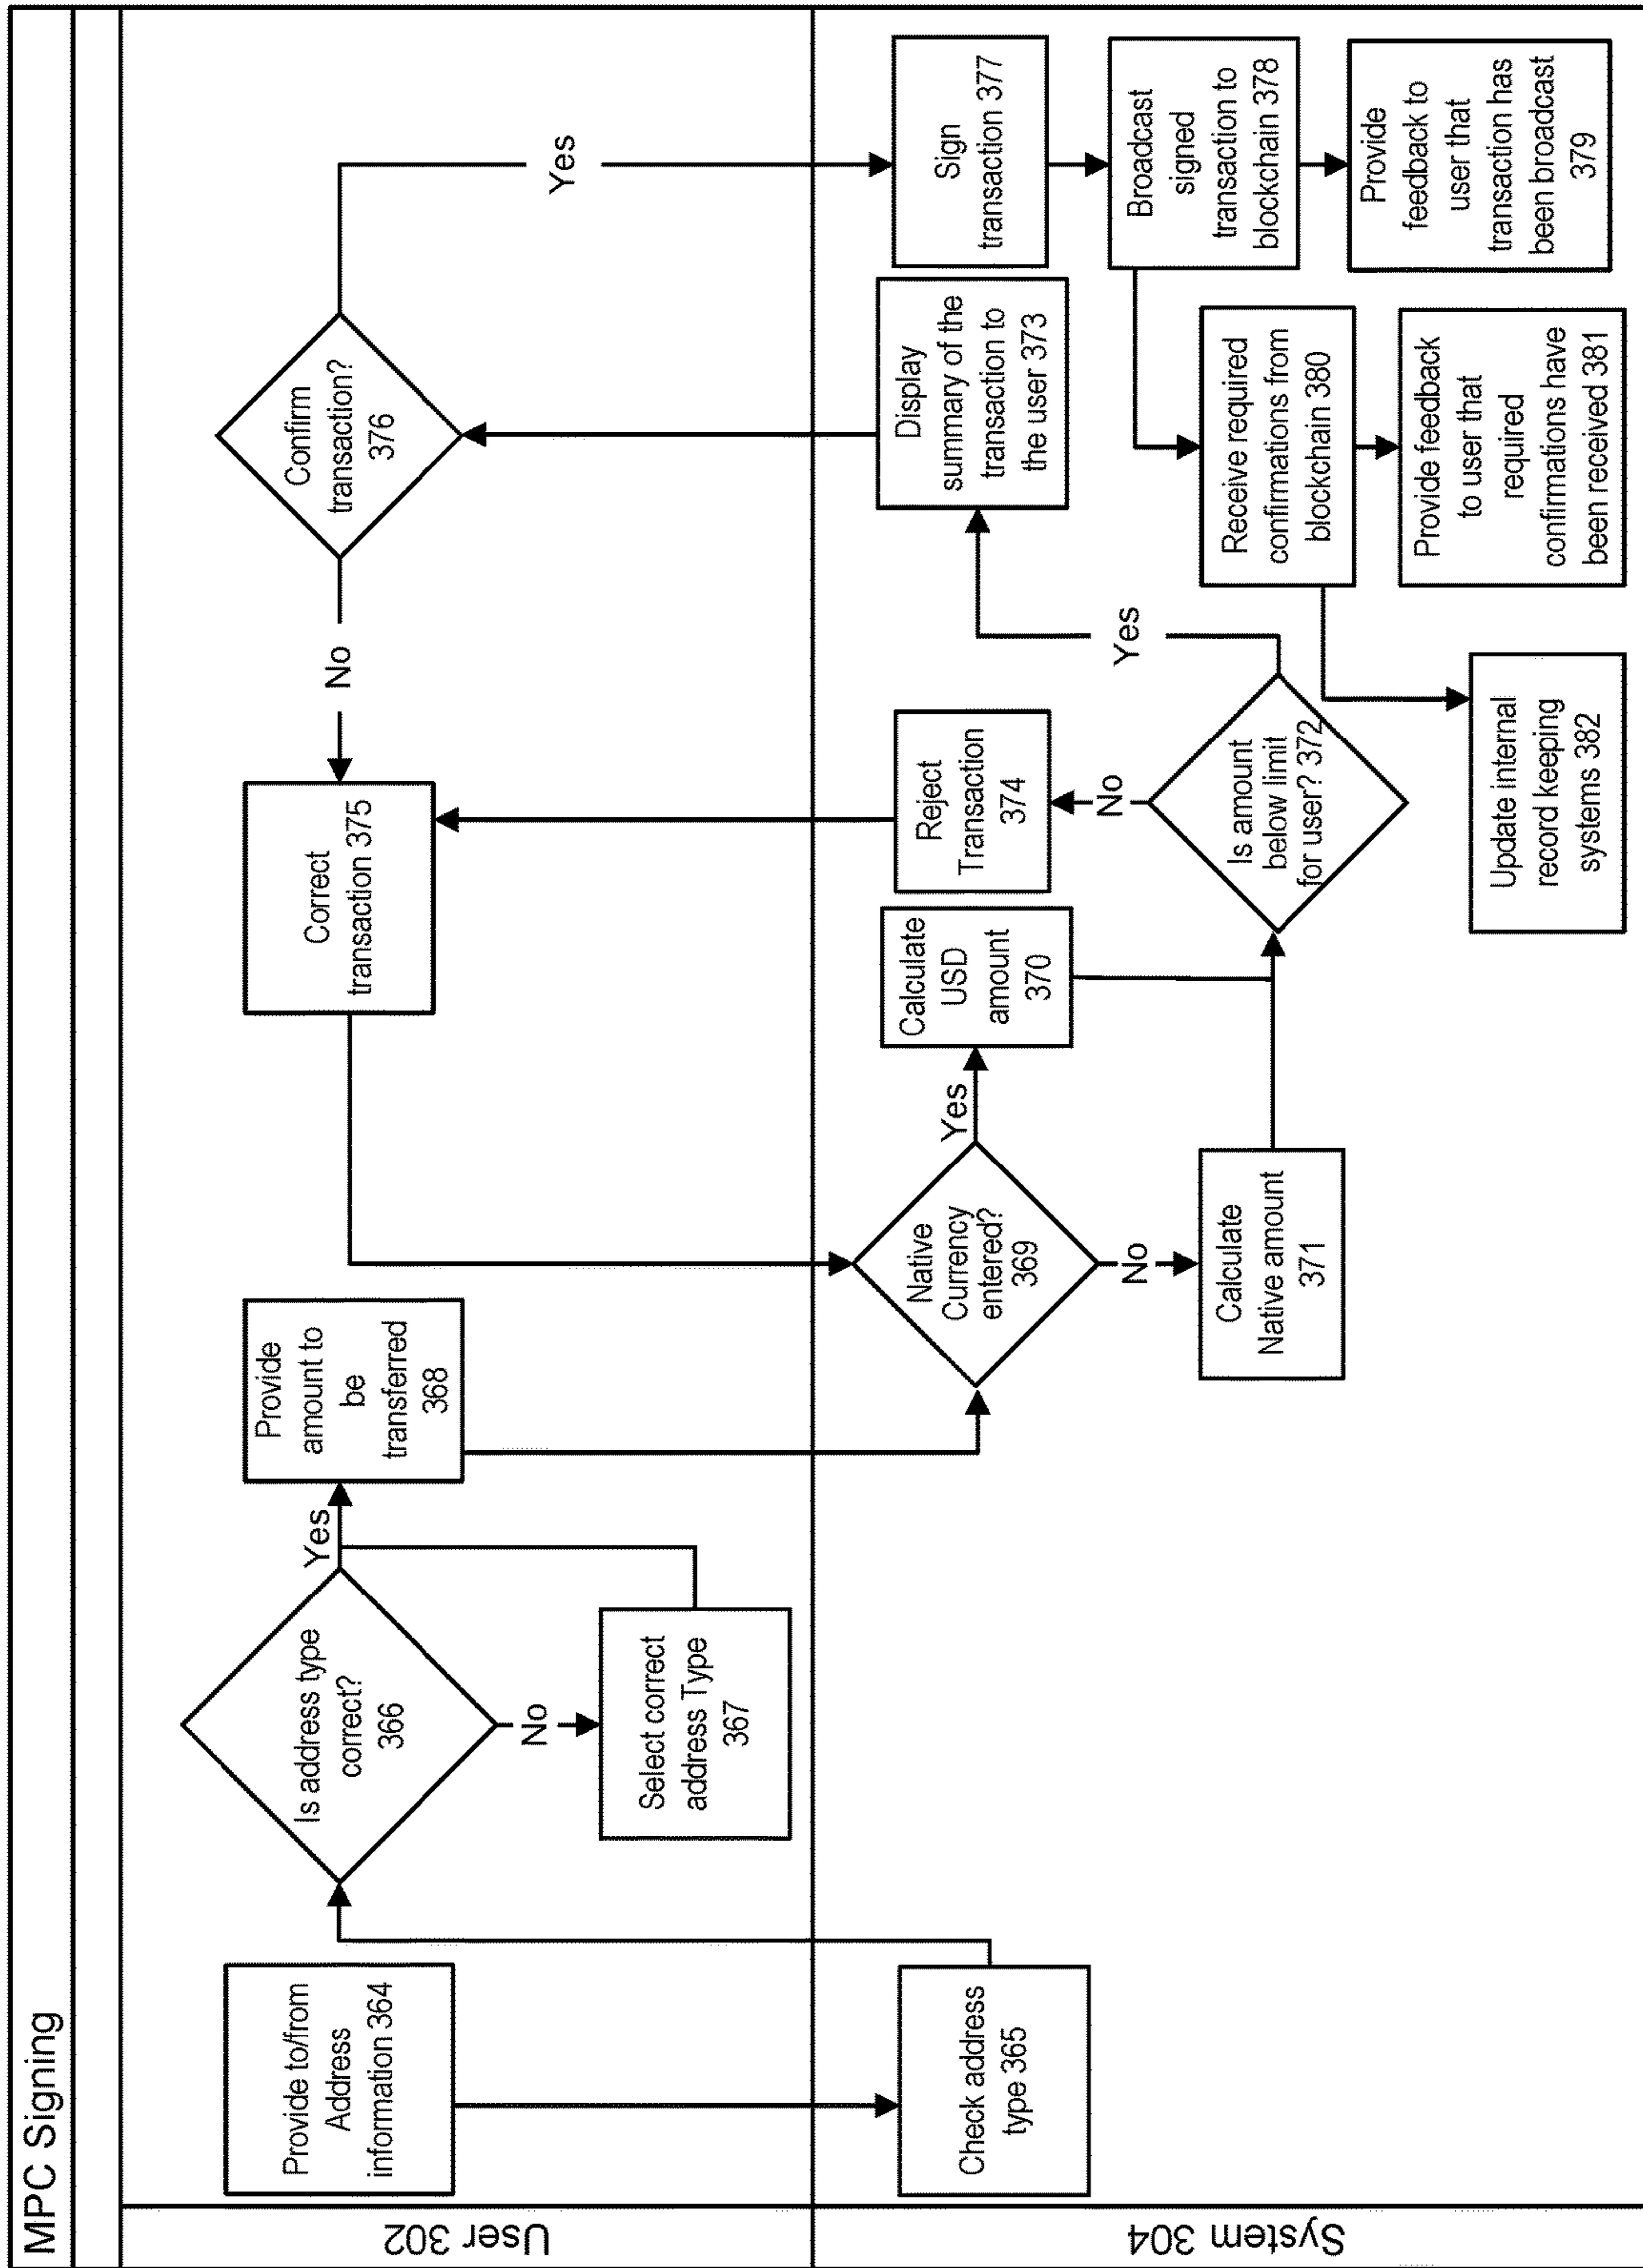 MPC Signing
User 302
Provide to/from
Address
information 364
Is address type
correct?
366
Yes
No
Select correct
address Type
367
Provide
amount to
be
transferred
368
Correct
transaction 375
No
Confirm
transaction?
376
Yes
System 304
Check address
type 365
Native
Currency
entered?
369
Yes
No
Calculate
USD
amount
370
Calculate
Native amount
371
Reject
Transaction
374
No
Is amount
below limit
for user? 372
Yes
Display
summary of the
transaction to
the user 373
Sign
transaction 377
Broadcast
signed
transaction to
blockchain 378
Provide
feedback to
user that
transaction has
been broadcast
379
Receive required
confirmations from
blockchain 380
Provide feedback
to user that
required
confirmations have
been received 381
Update internal
record keeping
systems 382